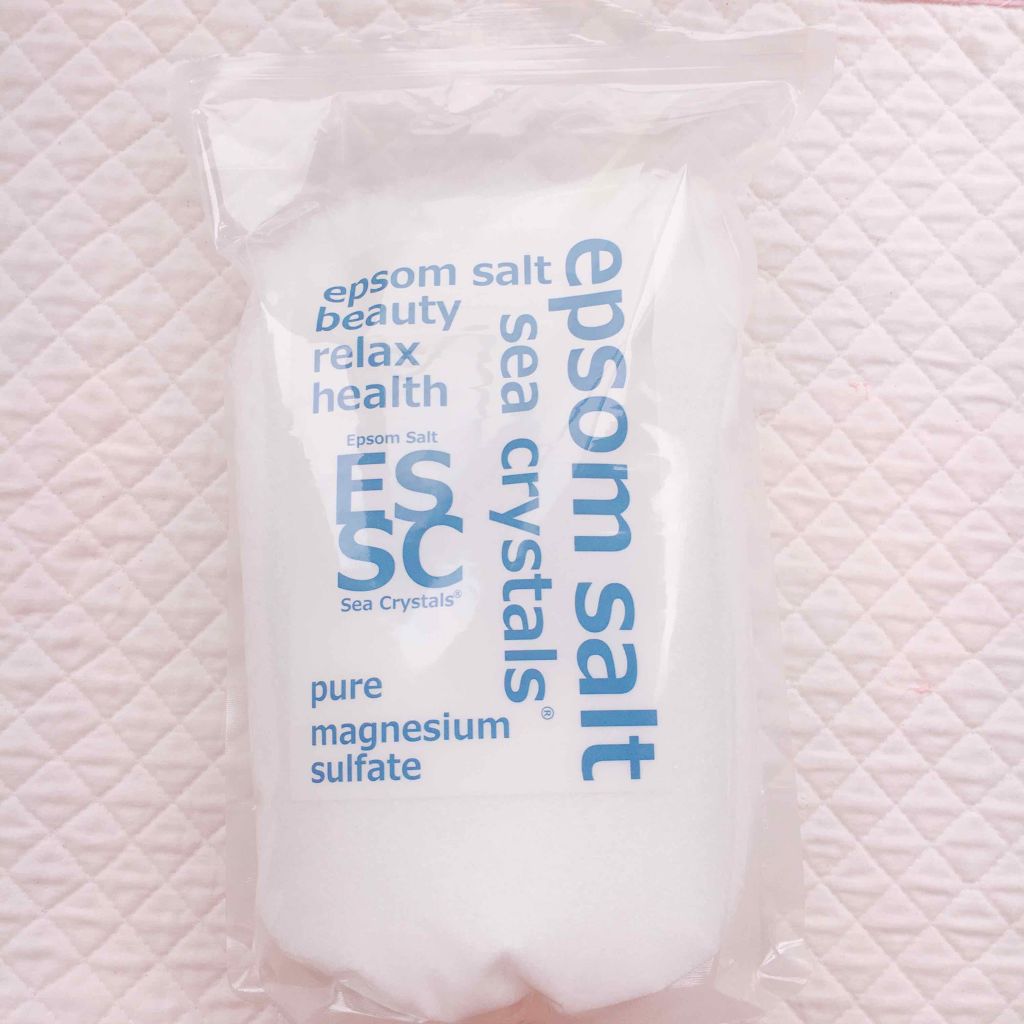 epsom salt
beauty
relax
health
Epsom Salt
ES
SC
Sea Crystals®
pure
magnesium
sulfate
sea crystals®
epsom salt